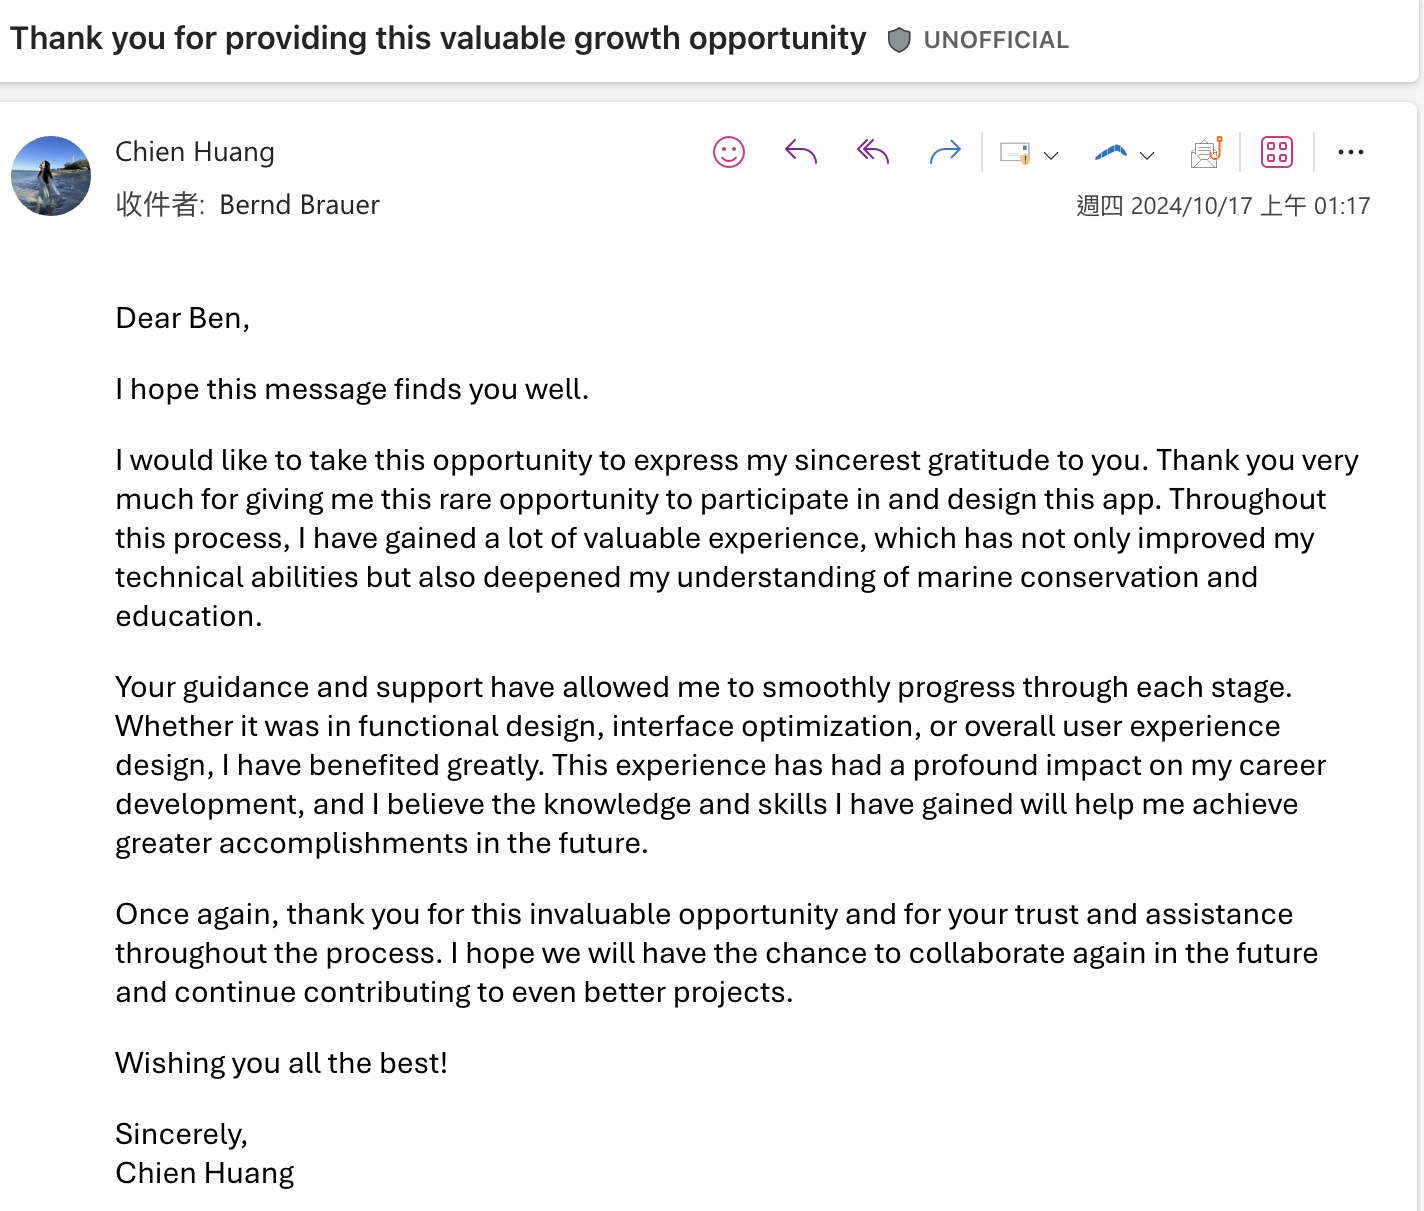 Thank you for providing this valuable growth opportunity UNOFFICIAL
Chien Huang
收件者: Bernd Brauer
週四 2024/10/17 上午 01:17
Dear Ben,
I hope this message finds you well.
I would like to take this opportunity to express my sincerest gratitude to you. Thank you very
much for giving me this rare opportunity to participate in and design this app. Throughout
this process, I have gained a lot of valuable experience, which has not only improved my
technical abilities but also deepened my understanding of marine conservation and
education.
Your guidance and support have allowed me to smoothly progress through each stage.
Whether it was in functional design, interface optimization, or overall user experience
design, I have benefited greatly. This experience has had a profound impact on my career
development, and I believe the knowledge and skills I have gained will help me achieve
greater accomplishments in the future.
Once again, thank you for this invaluable opportunity and for your trust and assistance
throughout the process. I hope we will have the chance to collaborate again in the future
and continue contributing to even better projects.
Wishing you all the best!
Sincerely,
Chien Huang